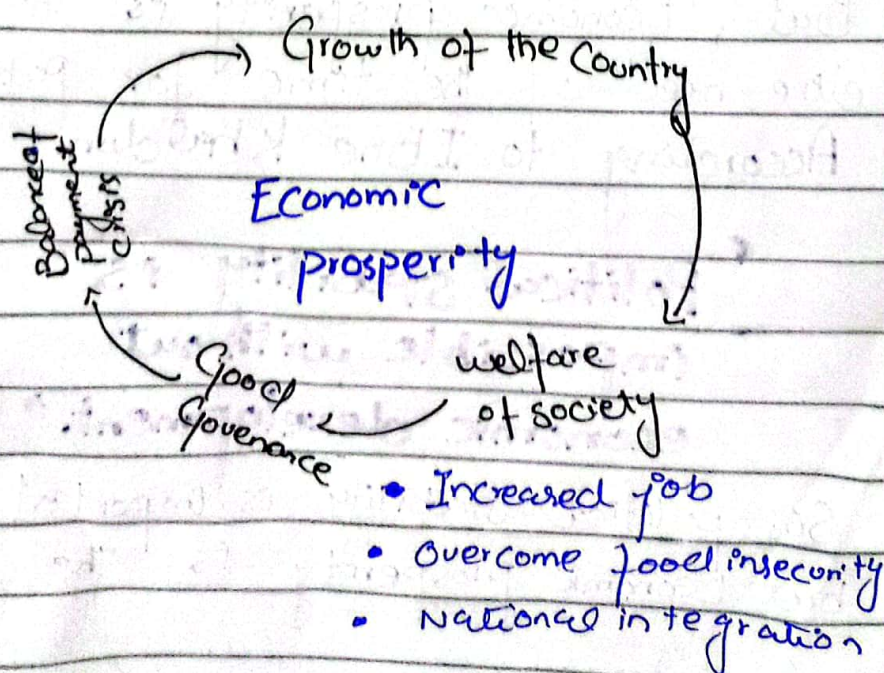 Growth of the Country
Balance of
payment
crisis
Economic
prosperity
welfare
of society
Good
Governance
• Increased job
• Overcome food insecurity
• National integration